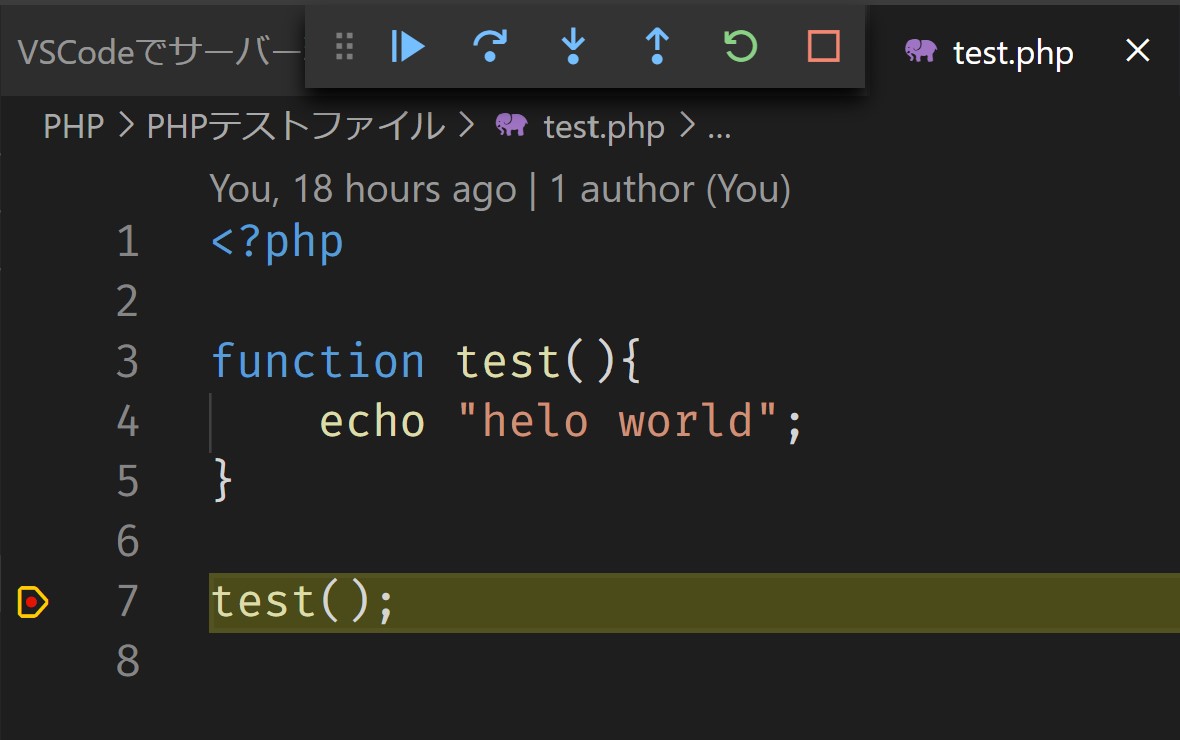 VSCodeでサーバー
test.php
PHP > PHPテストファイル > test.php > ...
You, 18 hours ago | 1 author (You)
1 <?php
2
3 function test(){
4 echo "helo world";
5 }
6
7 test();
8